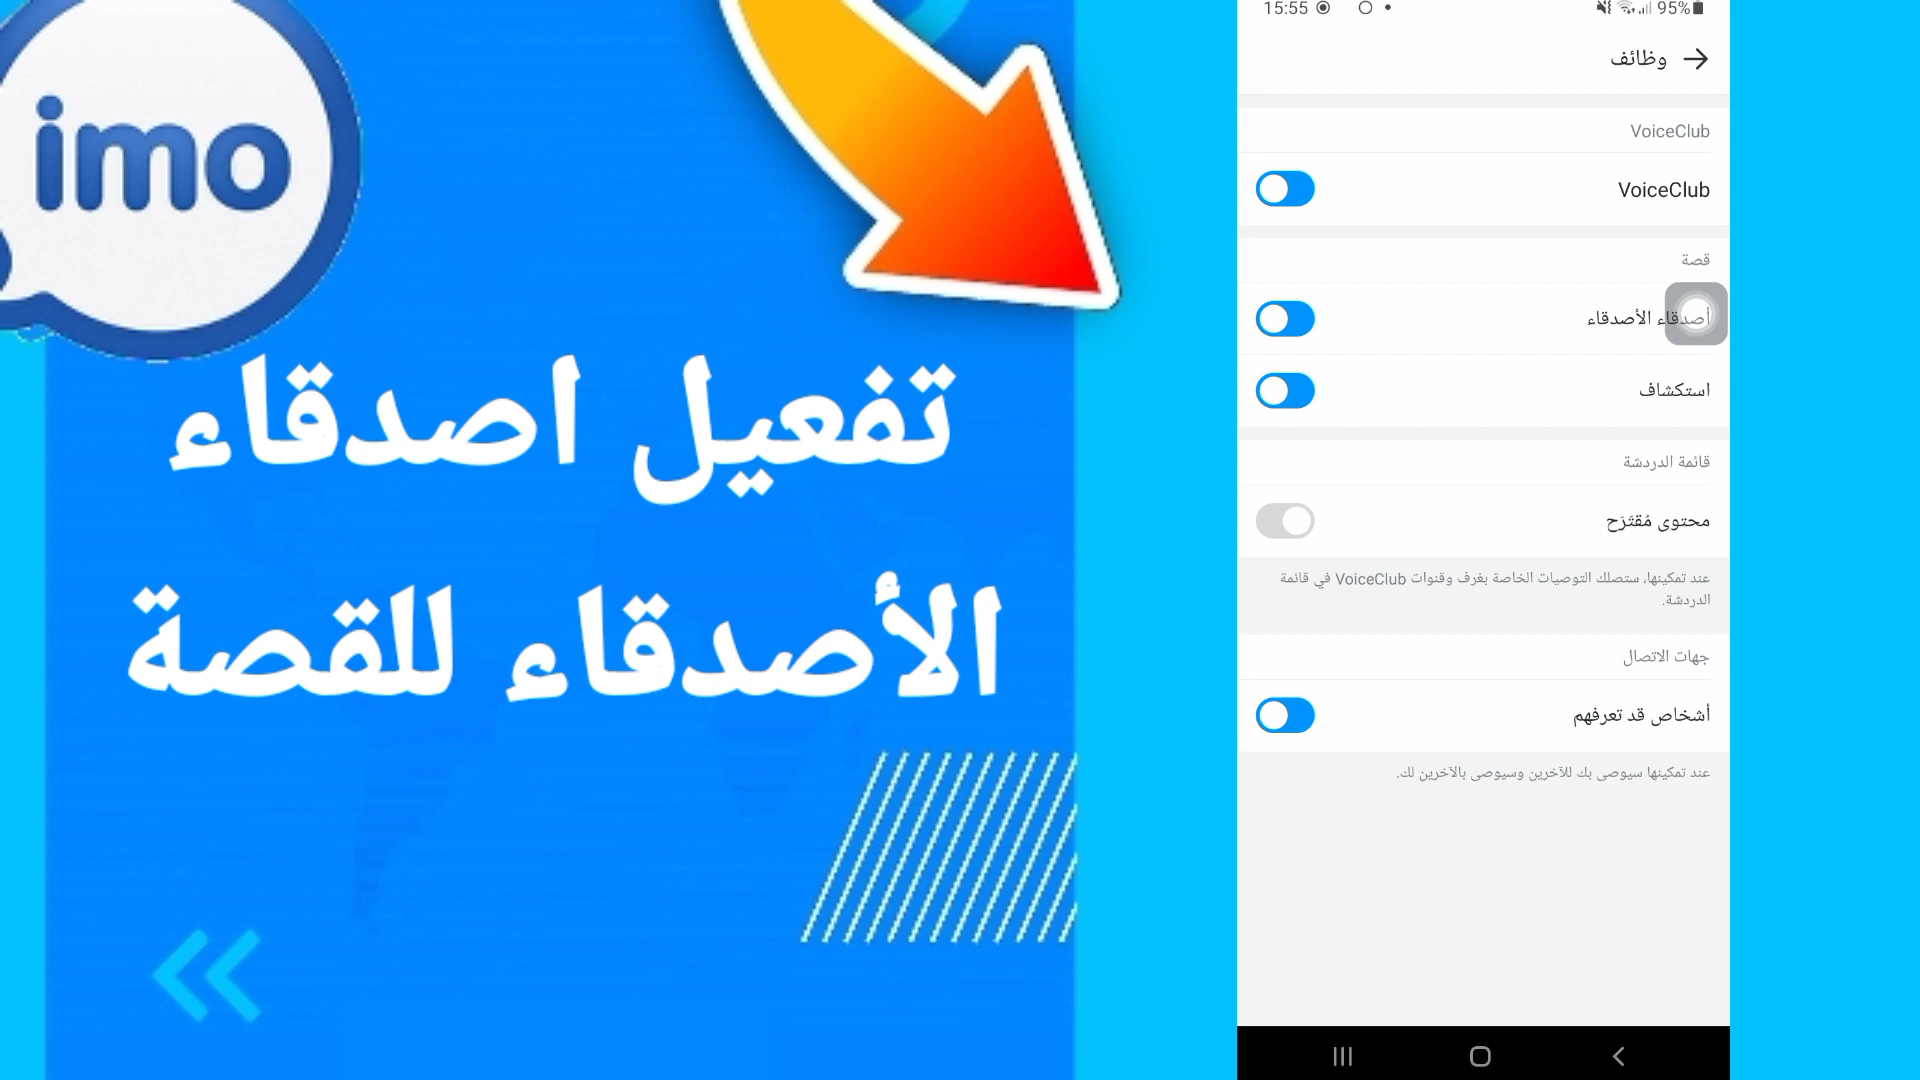 imo
تفعيل اصدقاء
الأصدقاء للقصة
15:55
95%
وظائف
VoiceClub
VoiceClub
قصة
أصدقاء الأصدقاء
استكشاف
قائمة الدردشة
محتوى مُقتَرَح
عند تمكينها، ستصلك التوصيات الخاصة بغرف وقنوات VoiceClub في قائمة
الدردشة.
جهات الاتصال
أشخاص قد تعرفهم
عند تمكينها سيوصى بك للآخرين وسيوصى بالآخرين لك.